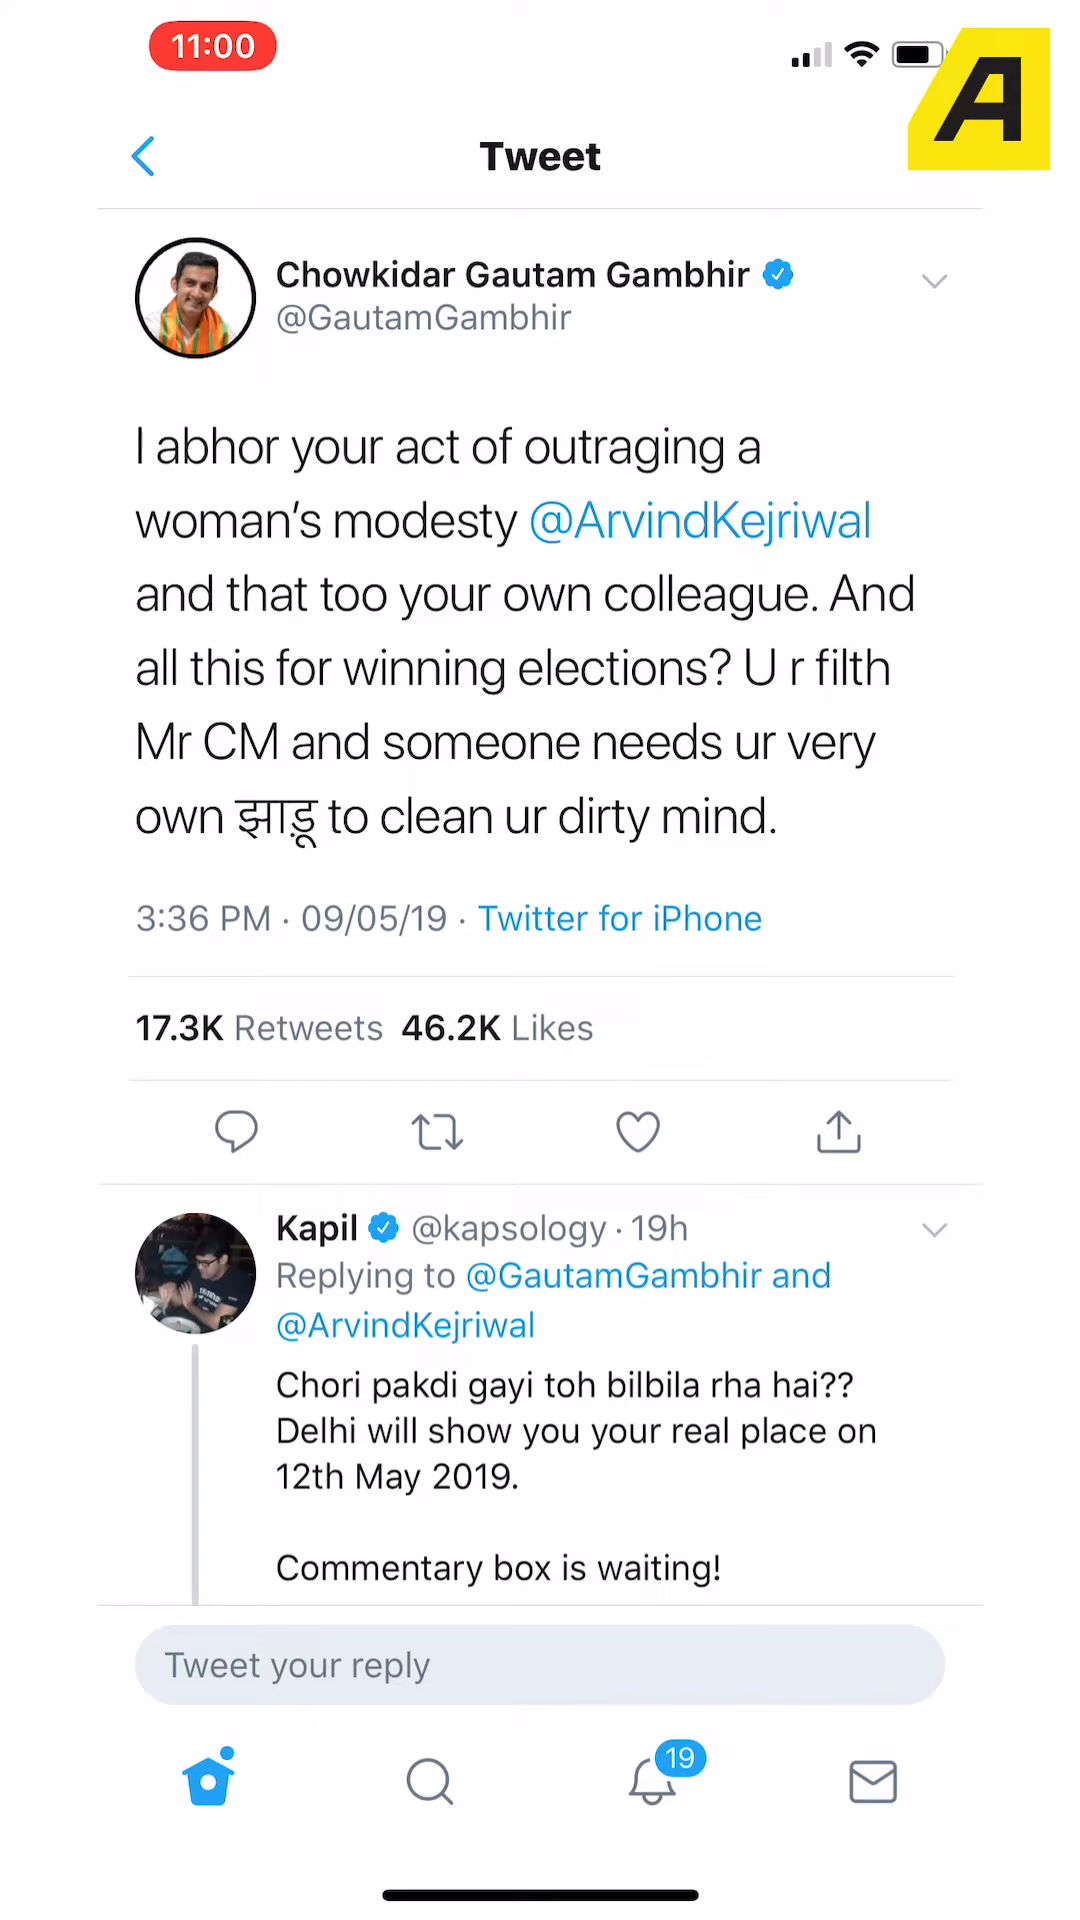 11:00
A
Tweet
Chowkidar Gautam Gambhir
@GautamGambhir
I abhor your act of outraging a
woman's modesty @ArvindKejriwal
and that too your own colleague. And
all this for winning elections? U r filth
Mr CM and someone needs ur very
own झाड़ू to clean ur dirty mind.
3:36 PM · 09/05/19 · Twitter for iPhone
17.3K Retweets 46.2K Likes
Kapil @kapsology · 19h
Replying to @GautamGambhir and
@ArvindKejriwal
Chori pakdi gayi toh bilbila rha hai??
Delhi will show you your real place on
12th May 2019.
Commentary box is waiting!
Tweet your reply
19